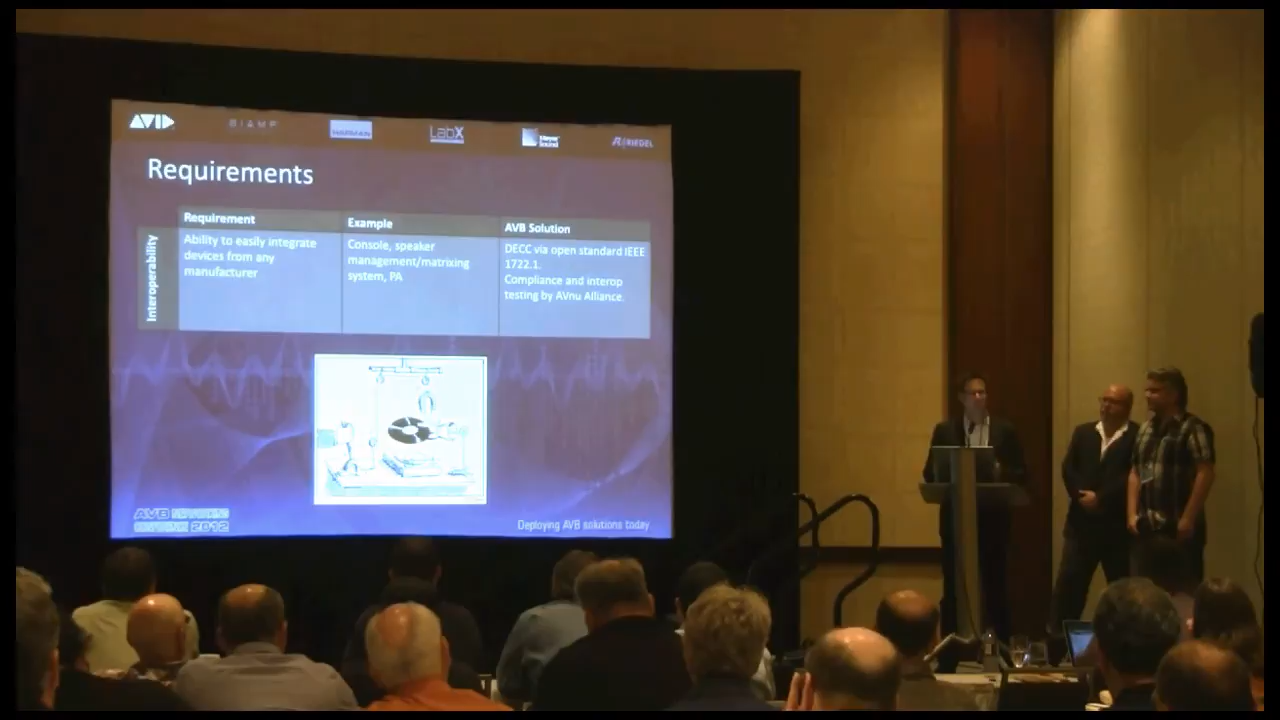 AVID
BIAMP
HARMAN
LabX
Meyer
Sound
RIEDEL
Requirements
Requirement
Example
AVB Solution
Interoperability
Ability to easily integrate
devices from any
manufacturer
Console, speaker
management/matrixing
system, PA
DECC via open standard IEEE
1722.1.
Compliance and interop
testing by AVnu Alliance.
AVB
2012
Deploying AVB solutions today